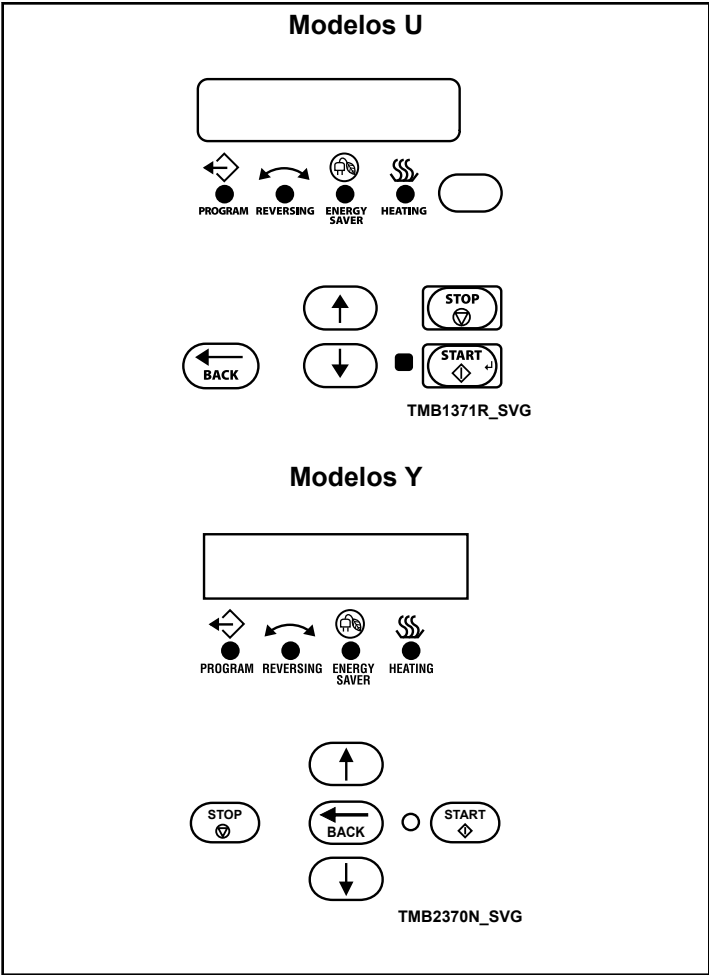 Modelos U
PROGRAM REVERSING ENERGY SAVER HEATING
STOP
START
BACK
TMB1371R_SVG
Modelos Y
PROGRAM REVERSING ENERGY SAVER HEATING
STOP
BACK
START
TMB2370N_SVG